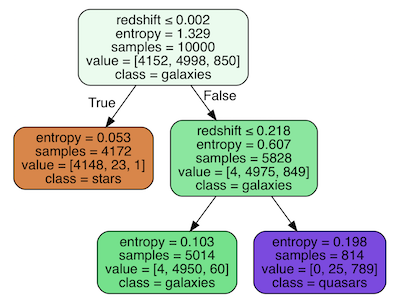 redshift ≤ 0.002
entropy = 1.329
samples = 10000
value = [4152, 4998, 850]
class = galaxies
True
False
entropy = 0.053
samples = 4172
value = [4148, 23, 1]
class = stars
redshift ≤ 0.218
entropy = 0.607
samples = 5828
value = [4, 4975, 849]
class = galaxies
entropy = 0.103
samples = 5014
value = [4, 4950, 60]
class = galaxies
entropy = 0.198
samples = 814
value = [0, 25, 789]
class = quasars